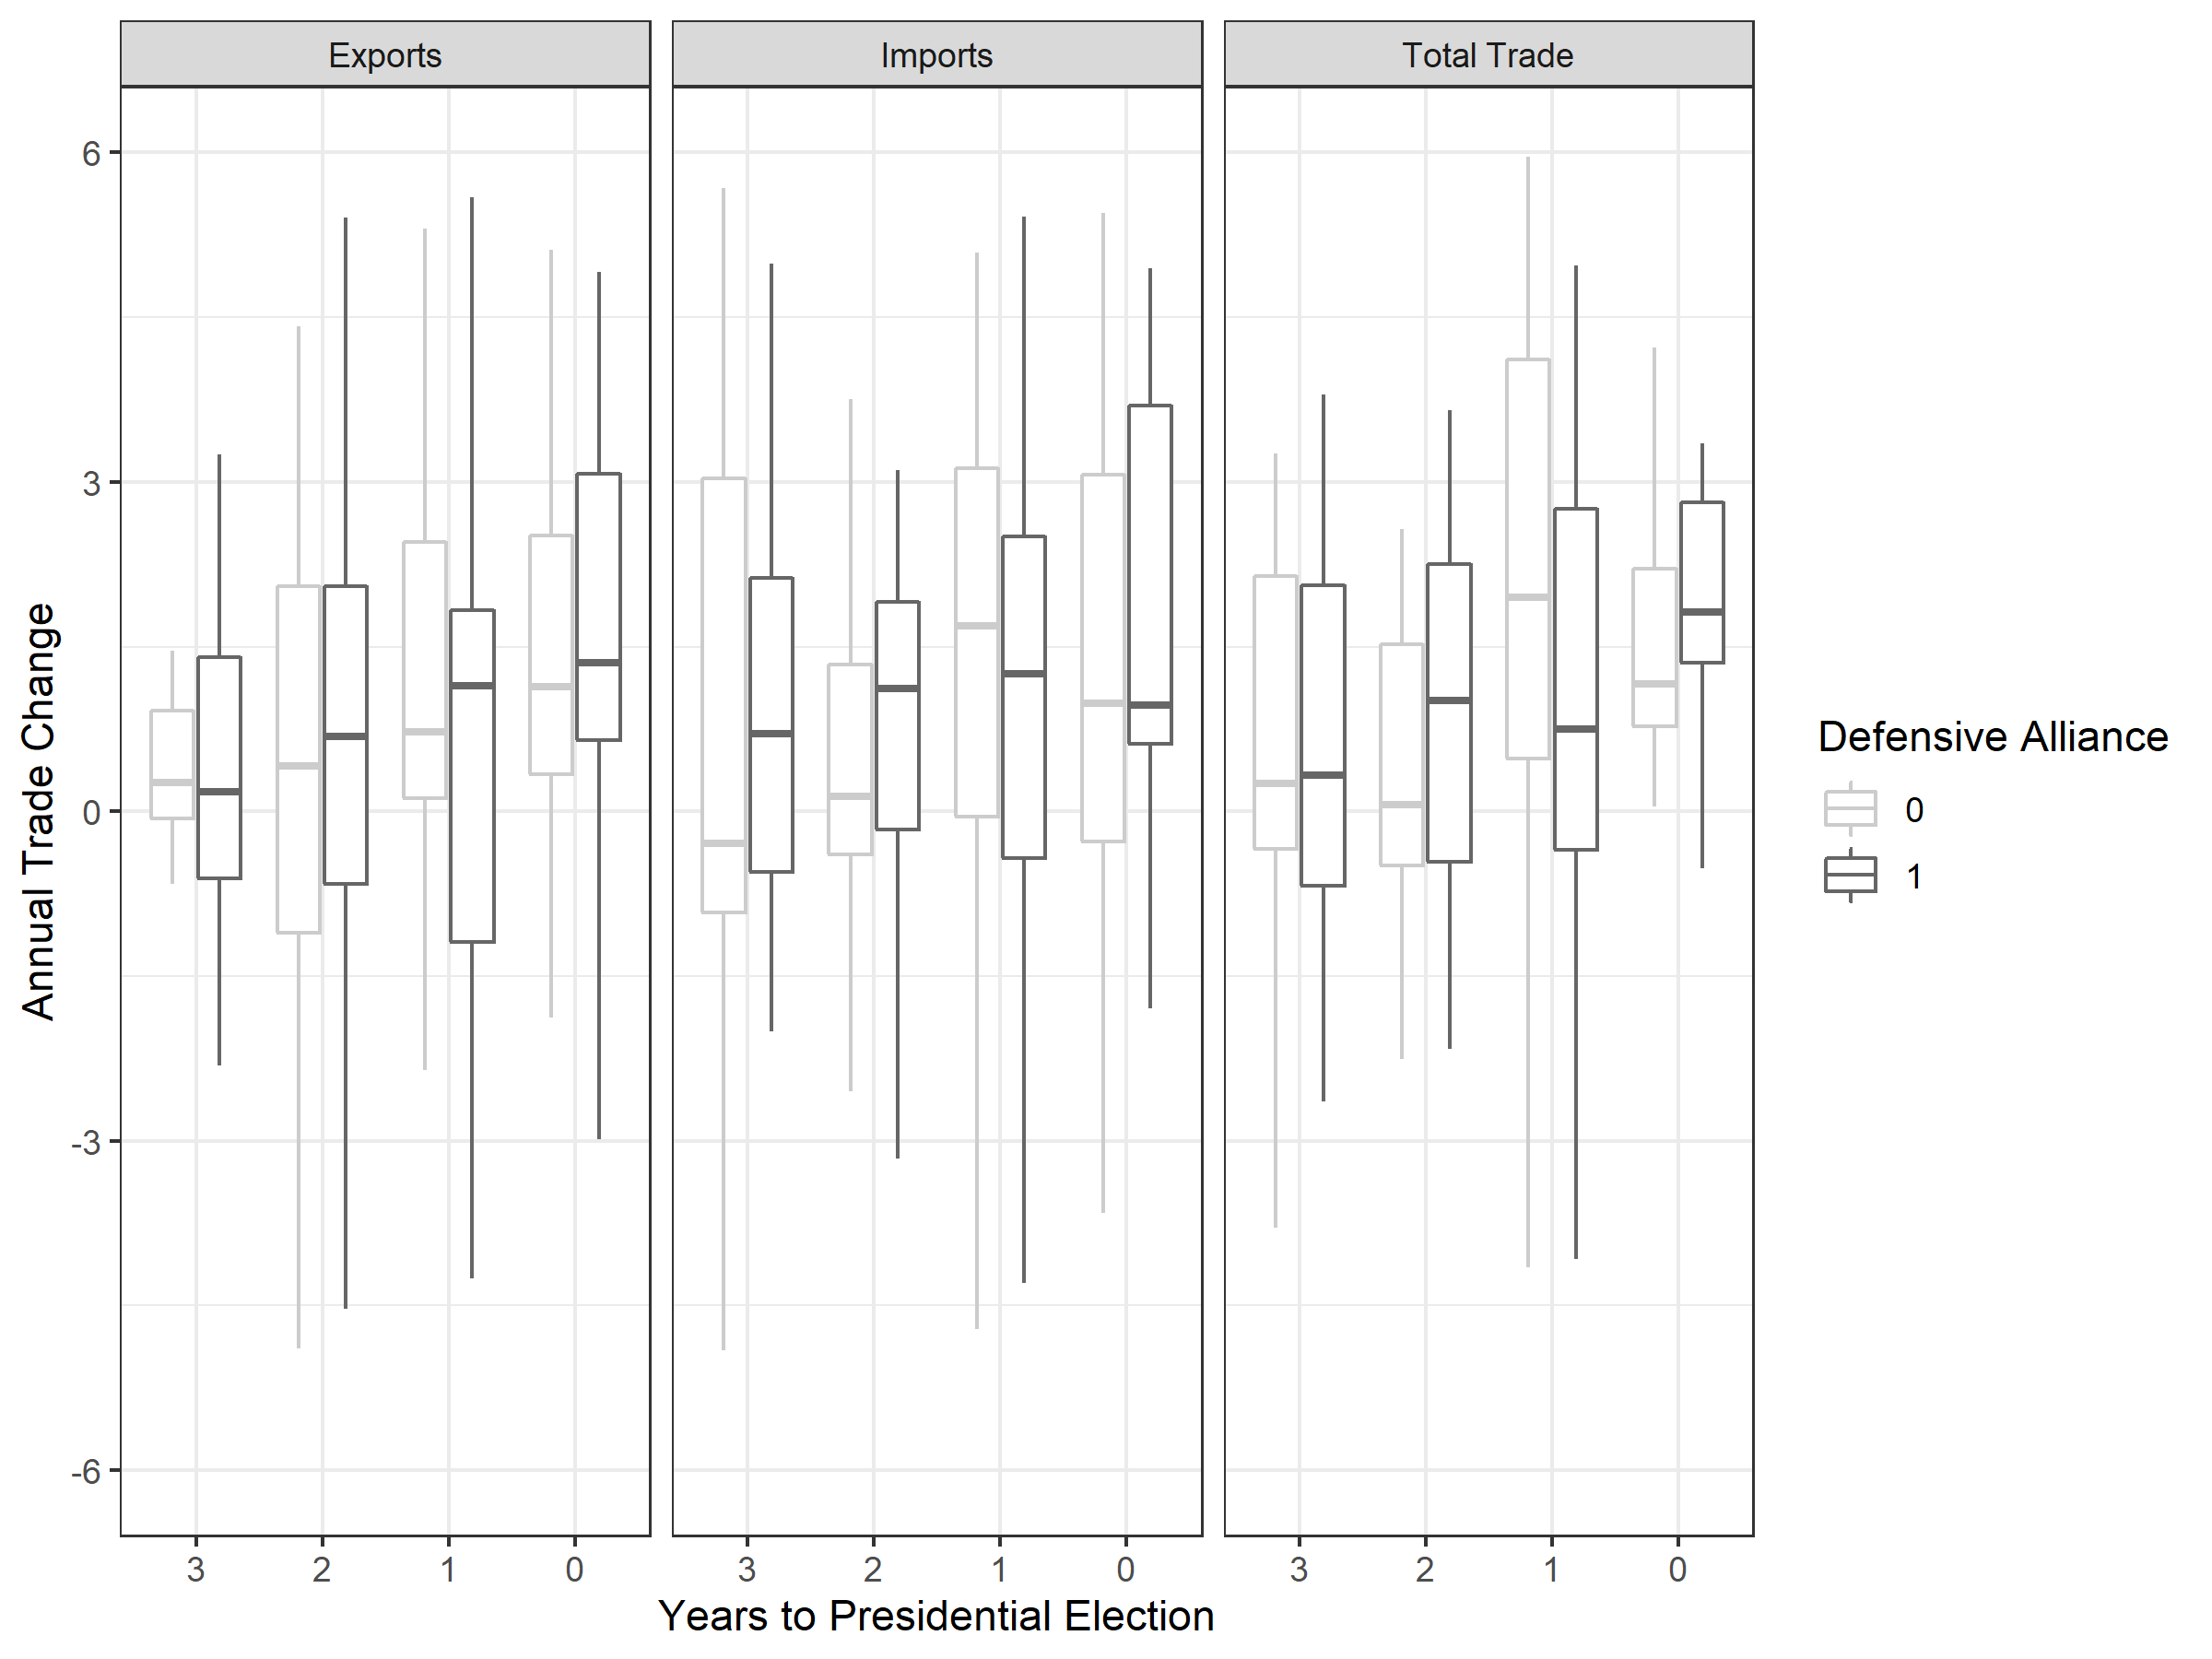 Exports
Imports
Total Trade
6
3
0
-3
-6
Annual Trade Change
3 2 1 0
3 2 1 0
3 2 1 0
Years to Presidential Election
Defensive Alliance
0
1